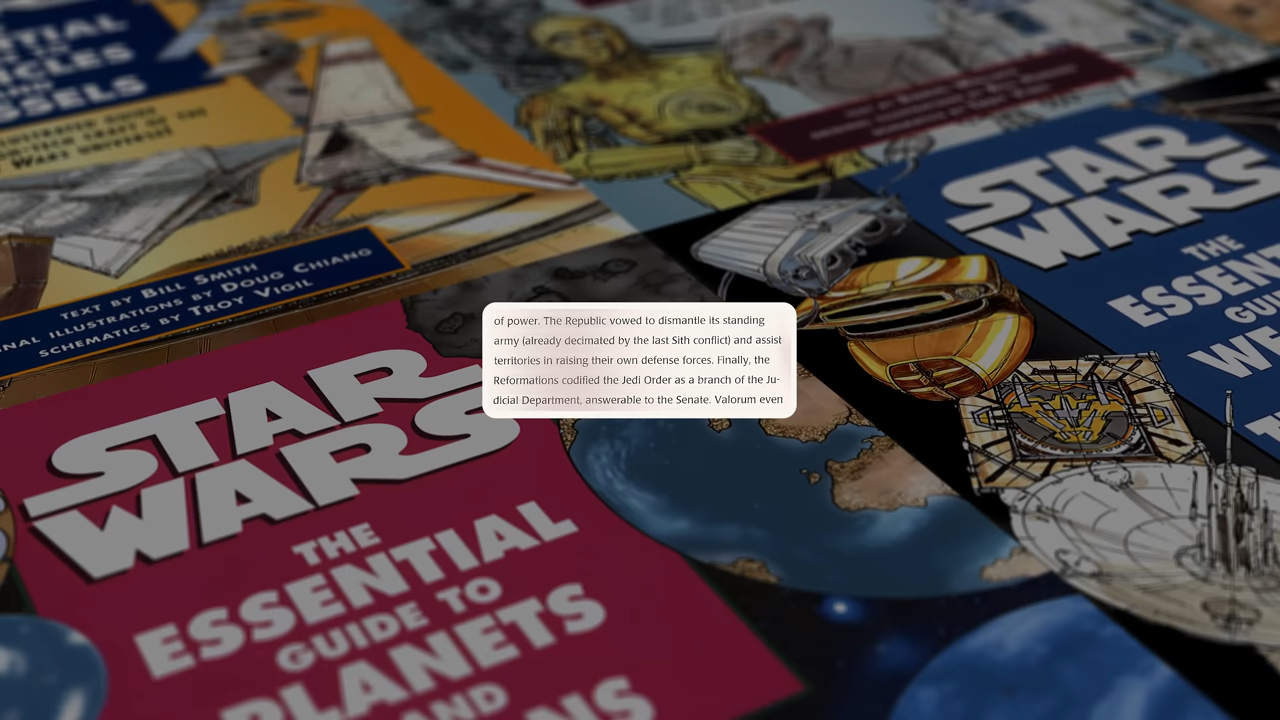 TEXT BY BILL SMITH
ILLUSTRATIONS BY DOUG CHIANG
SCHEMATICS BY TROY VIGIL
STAR
WARS
THE
GUIDE
of power. The Republic vowed to dismantle its standing
army (already decimated by the last Sith conflict) and assist
territories in raising their own defense forces. Finally, the
Reformations codified the Jedi Order as a branch of the Ju-
dicial Department, answerable to the Senate. Valorum even
STAR
WARS
THE
ESSENTIAL
GUIDE TO
PLANETS
AND